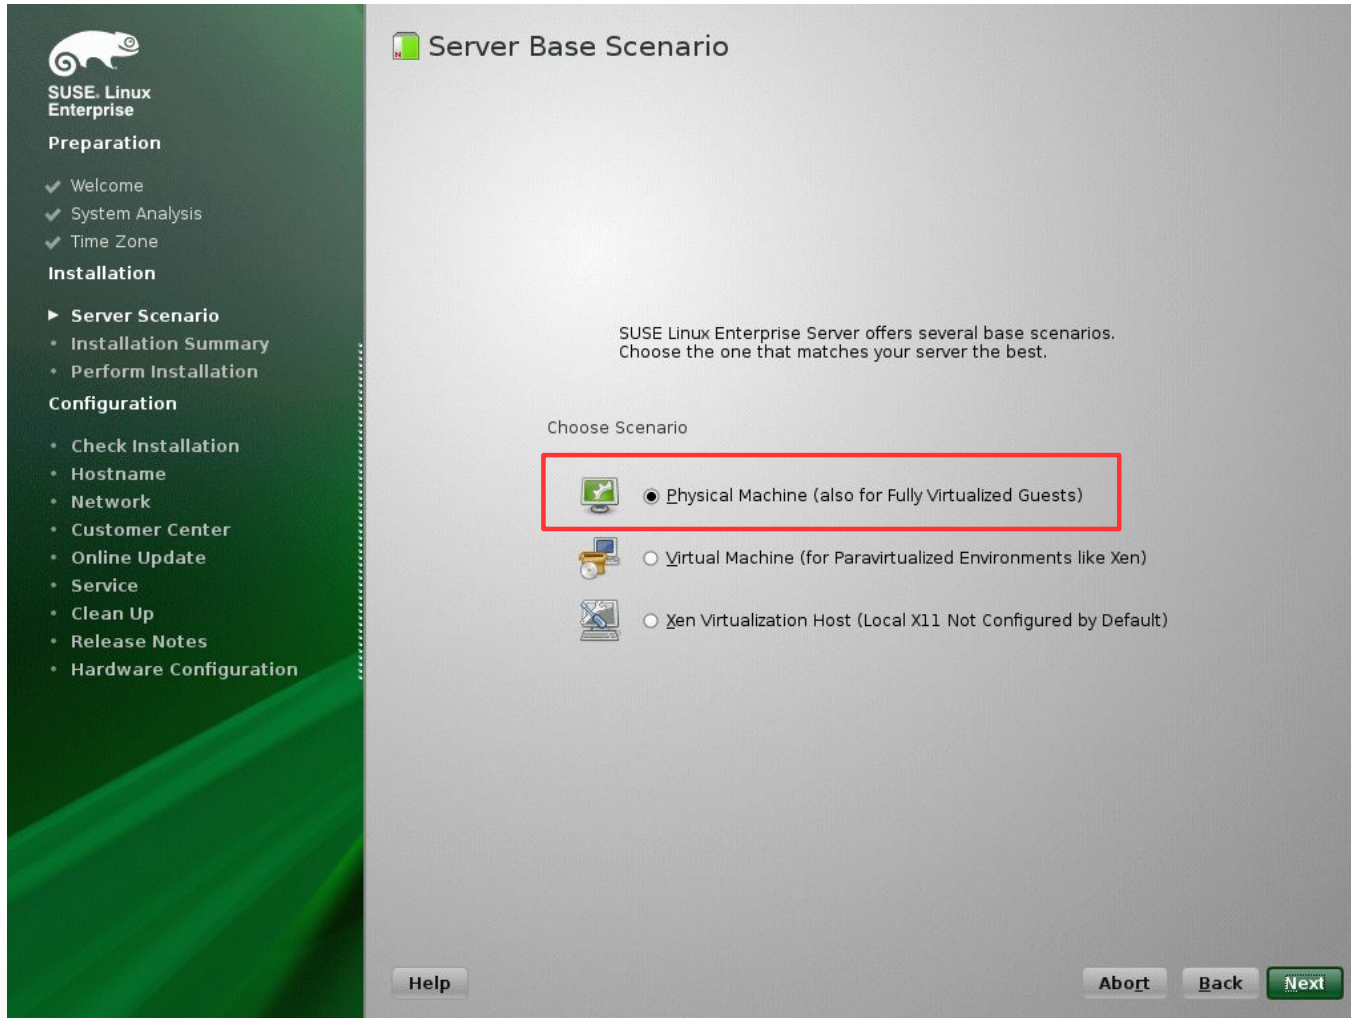 SUSE. Linux
Enterprise
Preparation
Welcome
System Analysis
Time Zone
Installation
Server Scenario
Installation Summary
Perform Installation
Configuration
Check Installation
Hostname
Network
Customer Center
Online Update
Service
Clean Up
Release Notes
Hardware Configuration
N
Server Base Scenario
SUSE Linux Enterprise Server offers several base scenarios.
Choose the one that matches your server the best.
Choose Scenario
Physical Machine (also for Fully Virtualized Guests)
Virtual Machine (for Paravirtualized Environments like Xen)
Xen Virtualization Host (Local X11 Not Configured by Default)
Help
Abort
Back
Next